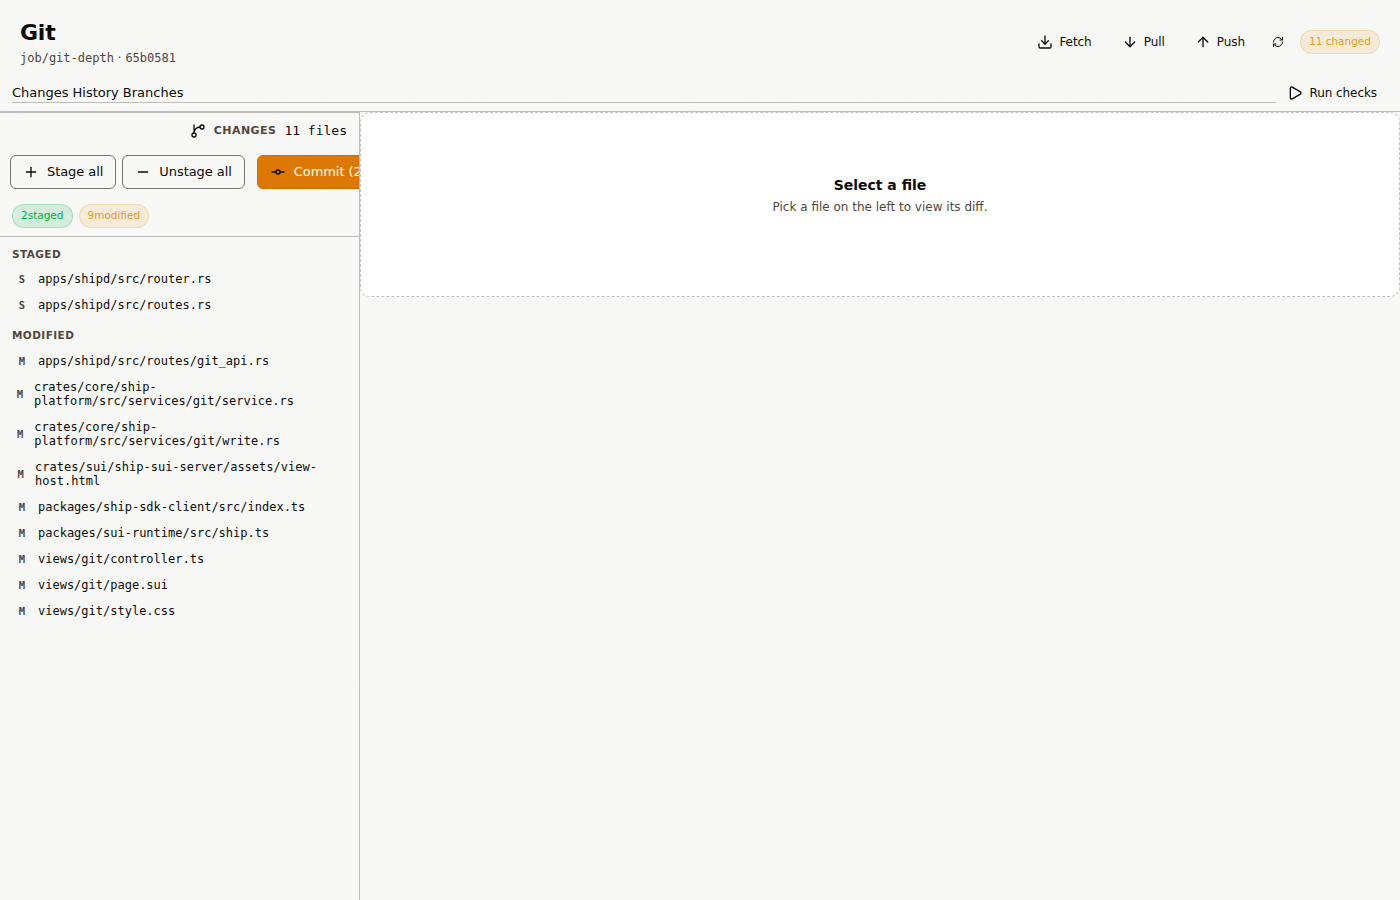 Git
job/git-depth · 65b0581
Fetch
Pull
Push
11 changed
Changes History Branches
Run checks
CHANGES 11 files
Stage all
Unstage all
Commit (2
2staged
9modified
STAGED
S apps/shipd/src/router.rs
S apps/shipd/src/routes.rs
MODIFIED
M apps/shipd/src/routes/git_api.rs
M crates/core/ship-
platform/src/services/git/service.rs
M crates/core/ship-
platform/src/services/git/write.rs
M crates/sui/ship-sui-server/assets/view-
host.html
M packages/ship-sdk-client/src/index.ts
M packages/sui-runtime/src/ship.ts
M views/git/controller.ts
M views/git/page.sui
M views/git/style.css
Select a file
Pick a file on the left to view its diff.